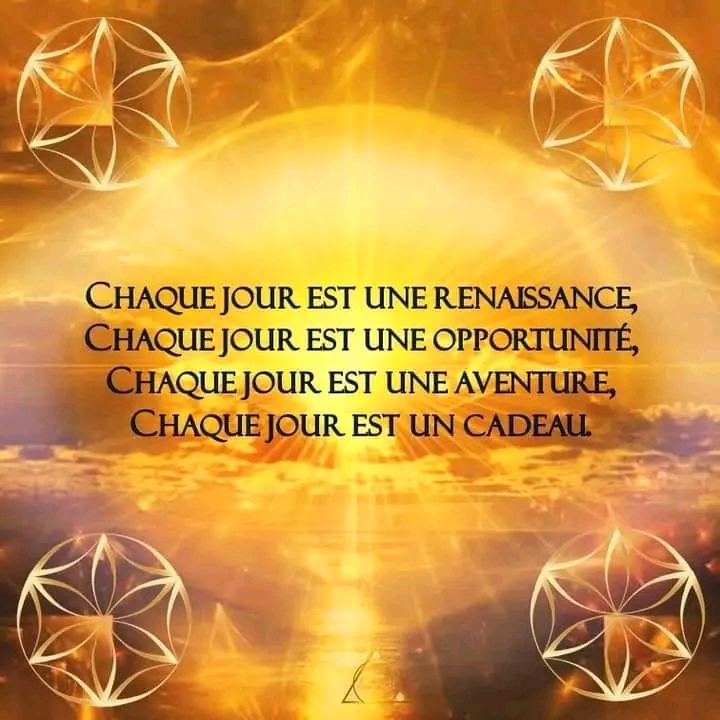 Chaque jour est une renaissance,
Chaque jour est une opportunité,
Chaque jour est une aventure,
Chaque jour est un cadeau.